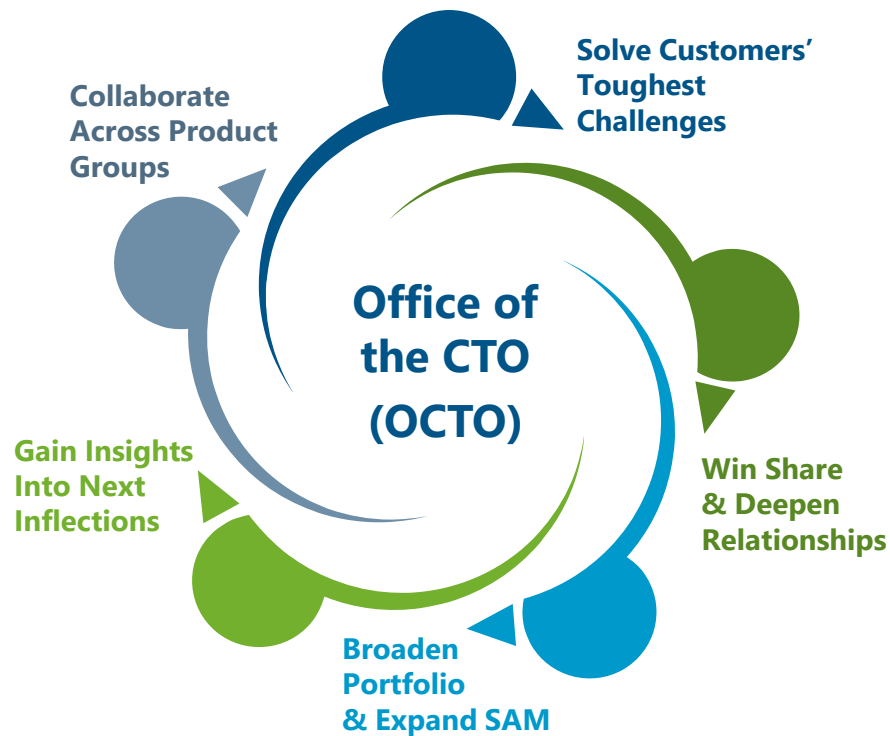 Solve Customers’
Toughest
Challenges
Collaborate
Across Product
Groups
Office of
the CTO
(OCTO)
Gain Insights
Into Next
Inflections
Win Share
& Deepen
Relationships
Broaden
Portfolio
& Expand SAM